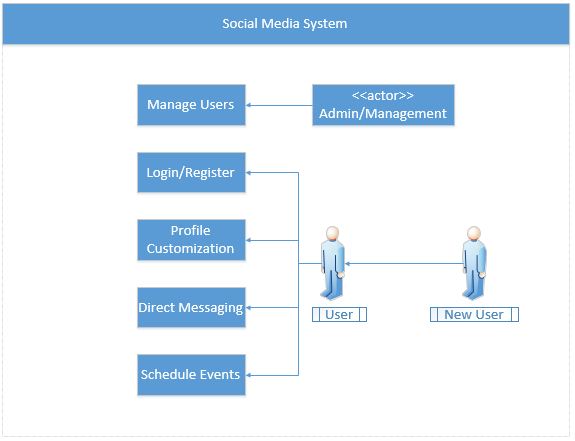 Social Media System
Manage Users
<<actor>>
Admin/Management
Login/Register
Profile
Customization
Direct Messaging
User
New User
Schedule Events